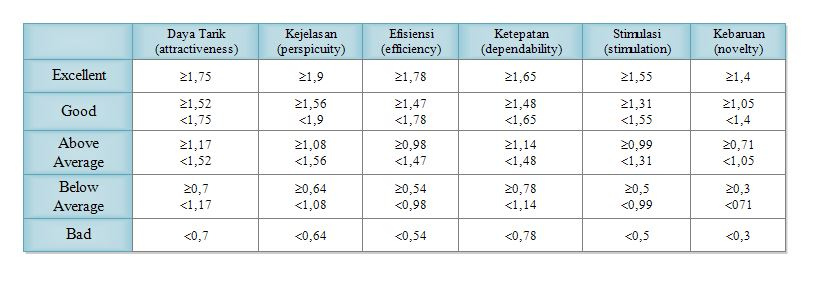 Daya Tarik Kejelasan Efisiensi Ketepatan Stimulasi Kebaruan
(attractiveness) (perspicuity) (efficiency) (dependability) (stimulation) (novelty)
Excellent ≥1,75 ≥1,9 ≥1,78 ≥1,65 ≥1,55 ≥1,4
Good ≥1,52 ≥1,56 ≥1,47 ≥1,48 ≥1,31 ≥1,05
<1,75 <1,9 <1,78 <1,65 <1,55 <1,4
Above ≥1,17 ≥1,08 ≥0,98 ≥1,14 ≥0,99 ≥0,71
Average <1,52 <1,56 <1,47 <1,48 <1,31 <1,05
Below ≥0,7 ≥0,64 ≥0,54 ≥0,78 ≥0,5 ≥0,3
Average <1,17 <1,08 <0,98 <1,14 <0,99 <071
Bad <0,7 <0,64 <0,54 <0,78 <0,5 <0,3